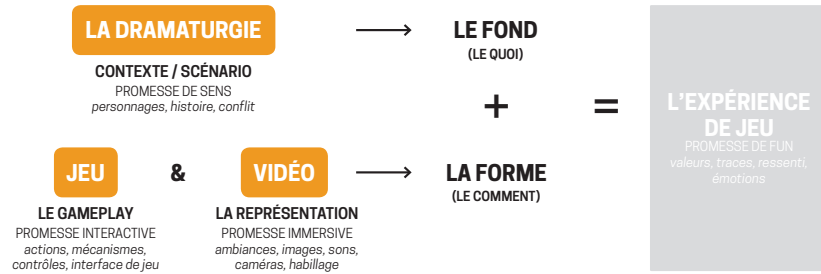 LA DRAMATURGIE
CONTEXTE / SCÉNARIO
PROMESSE DE SENS
personnages, histoire, conflit
LE FOND
(LE QUOI)
+
=
JEU
&
VIDÉO
LE GAMEPLAY
PROMESSE INTERACTIVE
actions, mécanismes,
contrôles, interface de jeu
LA REPRÉSENTATION
PROMESSE IMMERSIVE
ambiances, images, sons,
caméras, habillage
LA FORME
(LE COMMENT)
L'EXPÉRIENCE
DE JEU
PROMESSE DE FUN
valeurs, traces, ressenti,
émotions